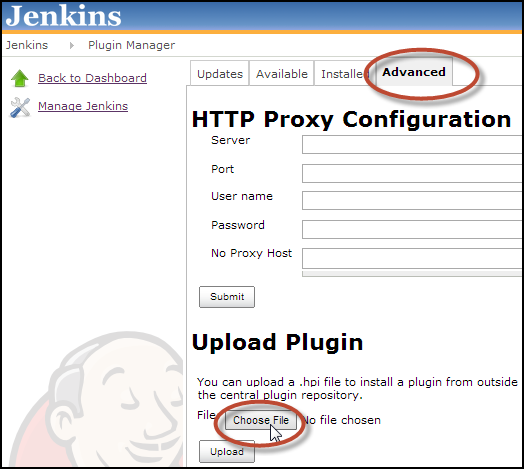 Jenkins
Jenkins Plugin Manager
Back to Dashboard
Manage Jenkins
Updates Available Installed Advanced
HTTP Proxy Configuration
Server
Port
User name
Password
No Proxy Host
Submit
Upload Plugin
You can upload a .hpi file to install a plugin from outside
the central plugin repository.
File Choose File No file chosen
Upload